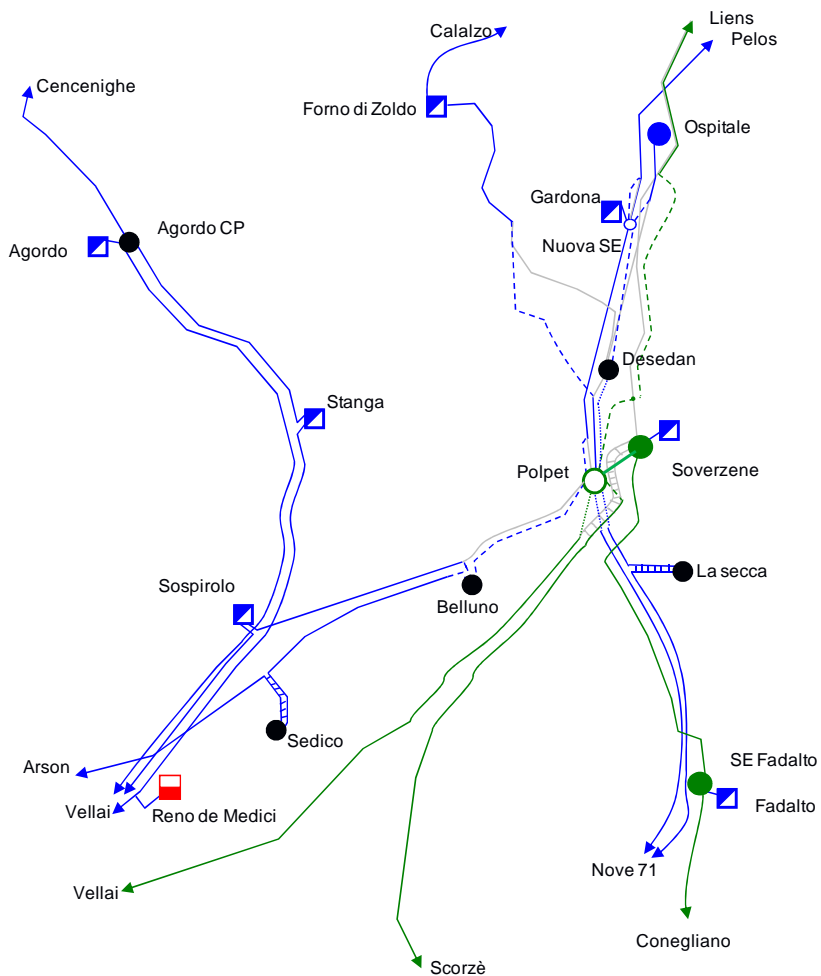 Liens
Calalzo
Pelos
Cencenighe
Forno di Zoldo
Ospitale
Gardona
Agordo CP
Agordo
Nuova SE
Desedan
Stanga
Polpet
Soverzene
La secca
Sospirolo
Belluno
Sedico
SE Fadalto
Arson
Vellai
Reno de Medici
Fadalto
Nove 71
Vellai
Conegliano
Scorzè